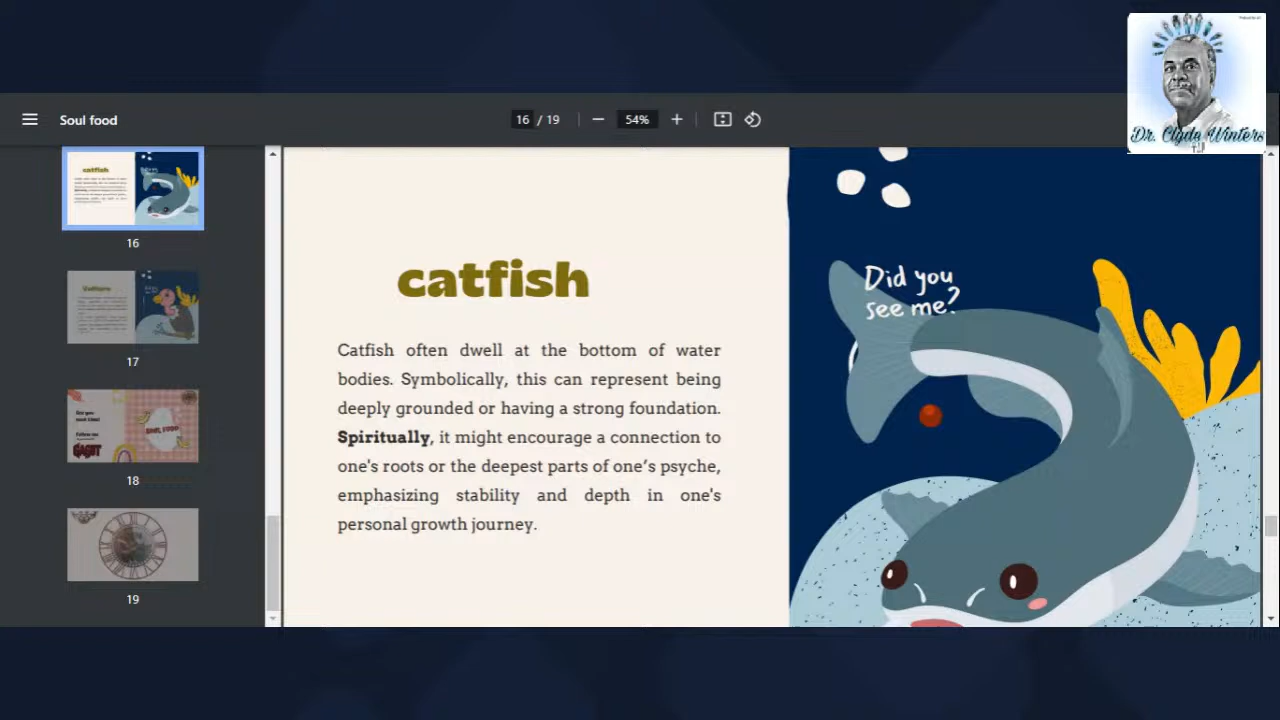 Dr. Clyde Winters
Soul food
16 / 19
54%
catfish
16
17
18
19
catfish
Catfish often dwell at the bottom of water
bodies. Symbolically, this can represent being
deeply grounded or having a strong foundation.
Spiritually, it might encourage a connection to
one's roots or the deepest parts of one’s psyche,
emphasizing stability and depth in one's
personal growth journey.
Did you
see me?